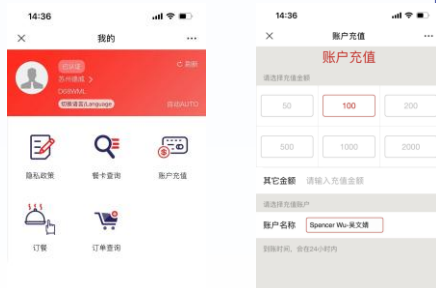 14:36
我的
已认证
刷新
苏州德威
D68WML
切换语言/Language
自动AUTO
隐私政策
餐卡查询
账户充值
订餐
订单查询
14:36
账户充值
账户充值
请选择充值金额
50
100
200
500
1000
2000
其它金额 请输入充值金额
请选择充值账户
账户名称 Spencer Wu-吴文婧
到账时间，会在24小时内